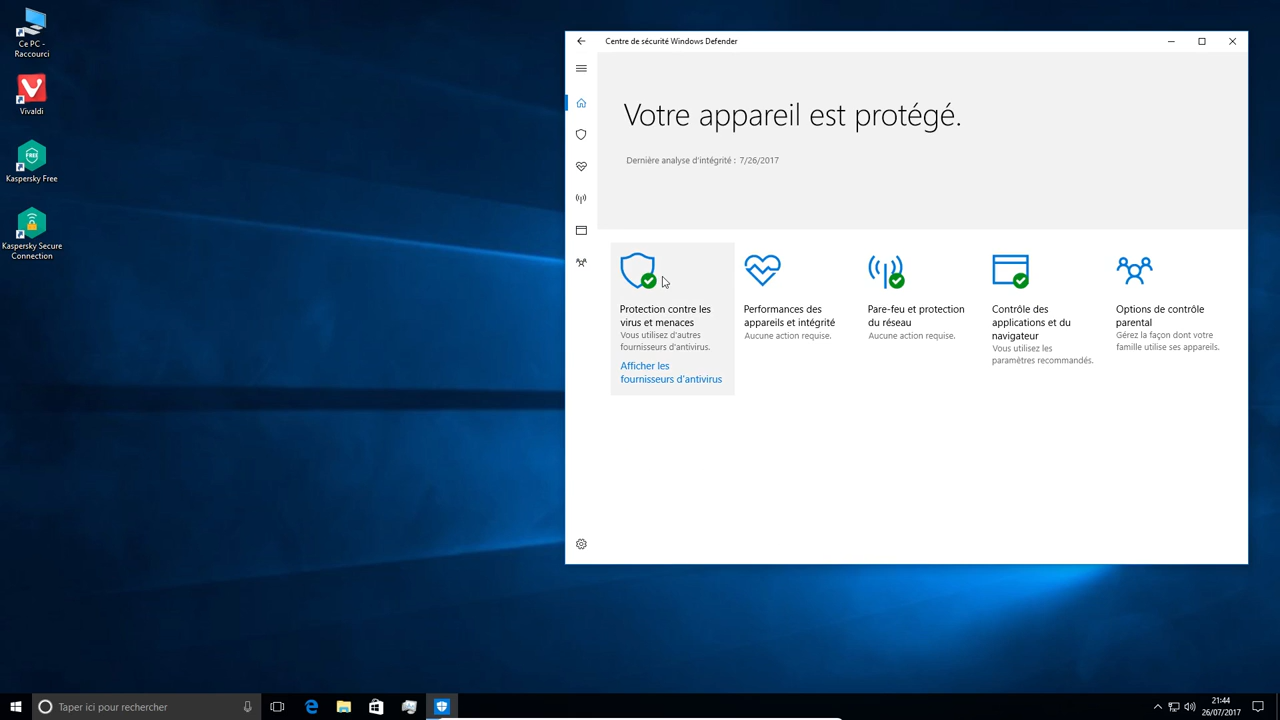 Ce PC -
Raccourci
Vivaldi
FREE
Kaspersky Free
Kaspersky Secure
Connection
Centre de sécurité Windows Defender
Votre appareil est protégé.
Dernière analyse d'intégrité : 7/26/2017
Protection contre les
virus et menaces
Vous utilisez d'autres
fournisseurs d'antivirus.
Afficher les
fournisseurs d'antivirus
Performances des
appareils et intégrité
Aucune action requise.
Pare-feu et protection
du réseau
Aucune action requise.
Contrôle des
applications et du
navigateur
Vous utilisez les
paramètres recommandés.
Options de contrôle
parental
Gérez la façon dont votre
famille utilise ses appareils.
Taper ici pour rechercher
21:44
26/07/2017